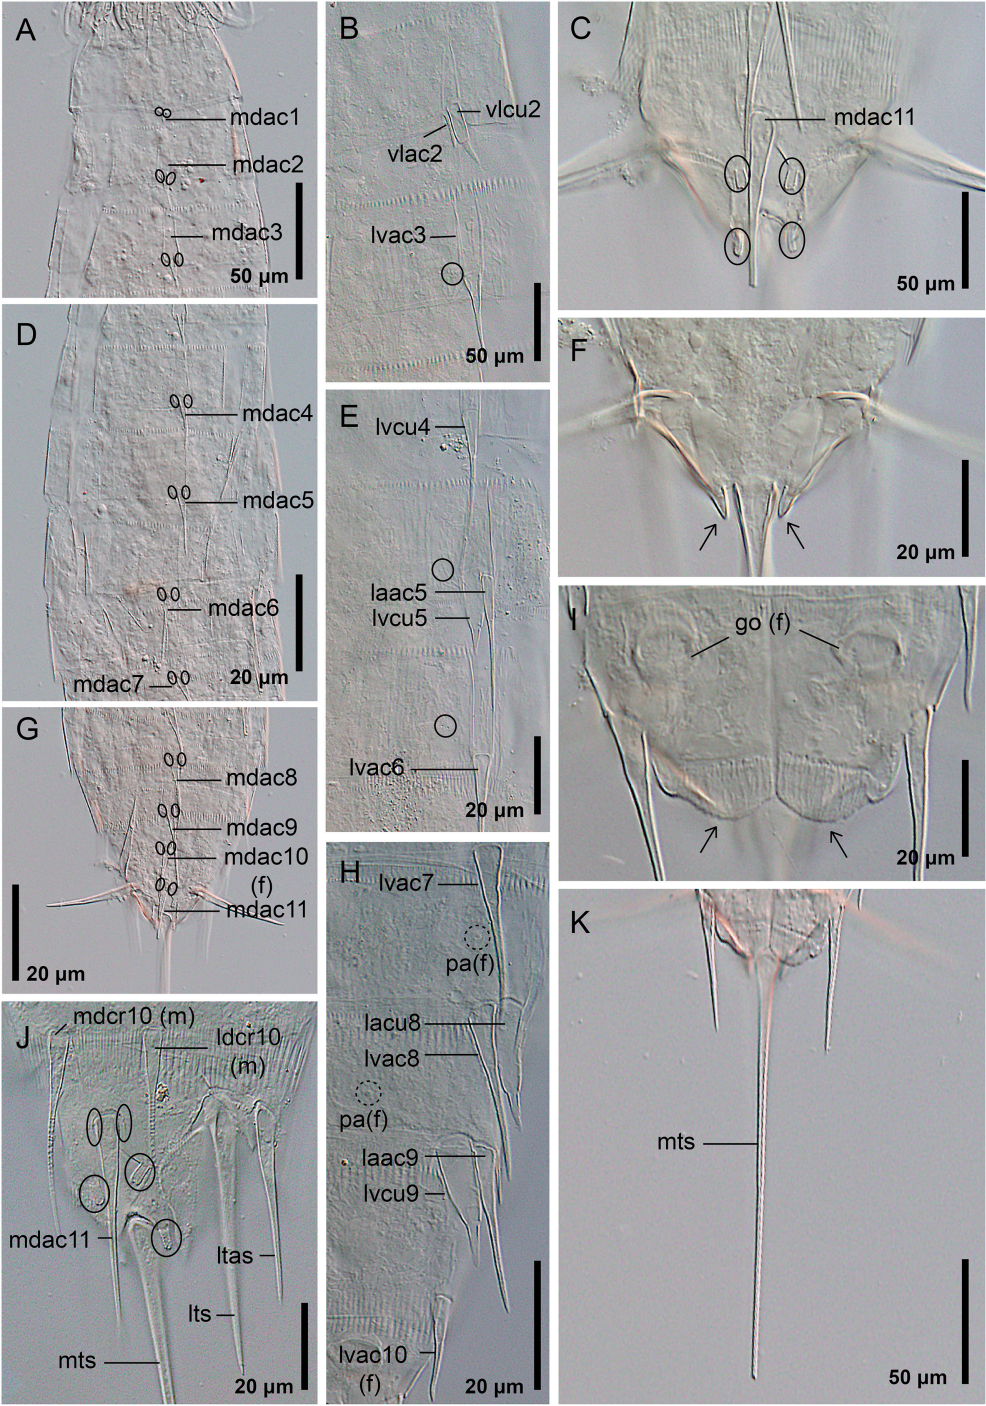 A
mdac1
mdac2
mdac3
50 µm
B
vlcu2
vlac2
lvac3
50 µm
C
mdac11
50 µm
D
mdac4
mdac5
mdac6
mdac7
20 µm
E
lvcu4
laac5
lvcu5
lvac6
20 µm
F
20 µm
G
mdac8
mdac9
mdac10
(f)
mdac11
20 µm
H
lvac7
pa(f)
lacu8
lvac8
pa(f)
laac9
lvcu9
lvac10
(f)
20 µm
I
go (f)
20 µm
J
mdcr10 (m)
ldcr10
(m)
mdac11
ltas
lts
mts
20 µm
K
mts
50 µm